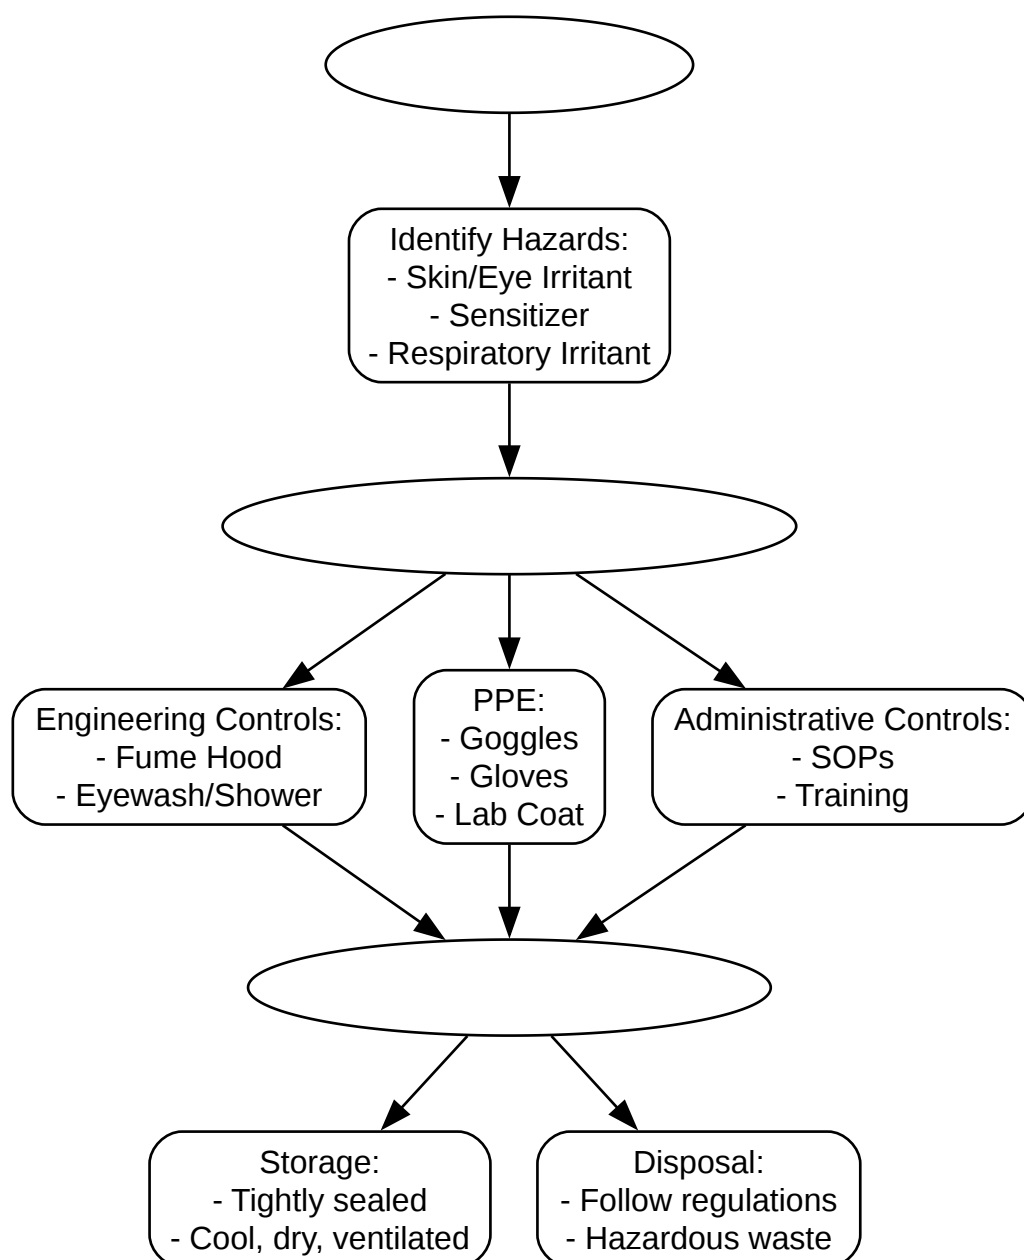 Identify Hazards:
- Skin/Eye Irritant
- Sensitizer
- Respiratory Irritant
Engineering Controls:
- Fume Hood
- Eyewash/Shower
PPE:
- Goggles
- Gloves
- Lab Coat
Administrative Controls:
- SOPs
- Training
Storage:
- Tightly sealed
- Cool, dry, ventilated
Disposal:
- Follow regulations
- Hazardous waste